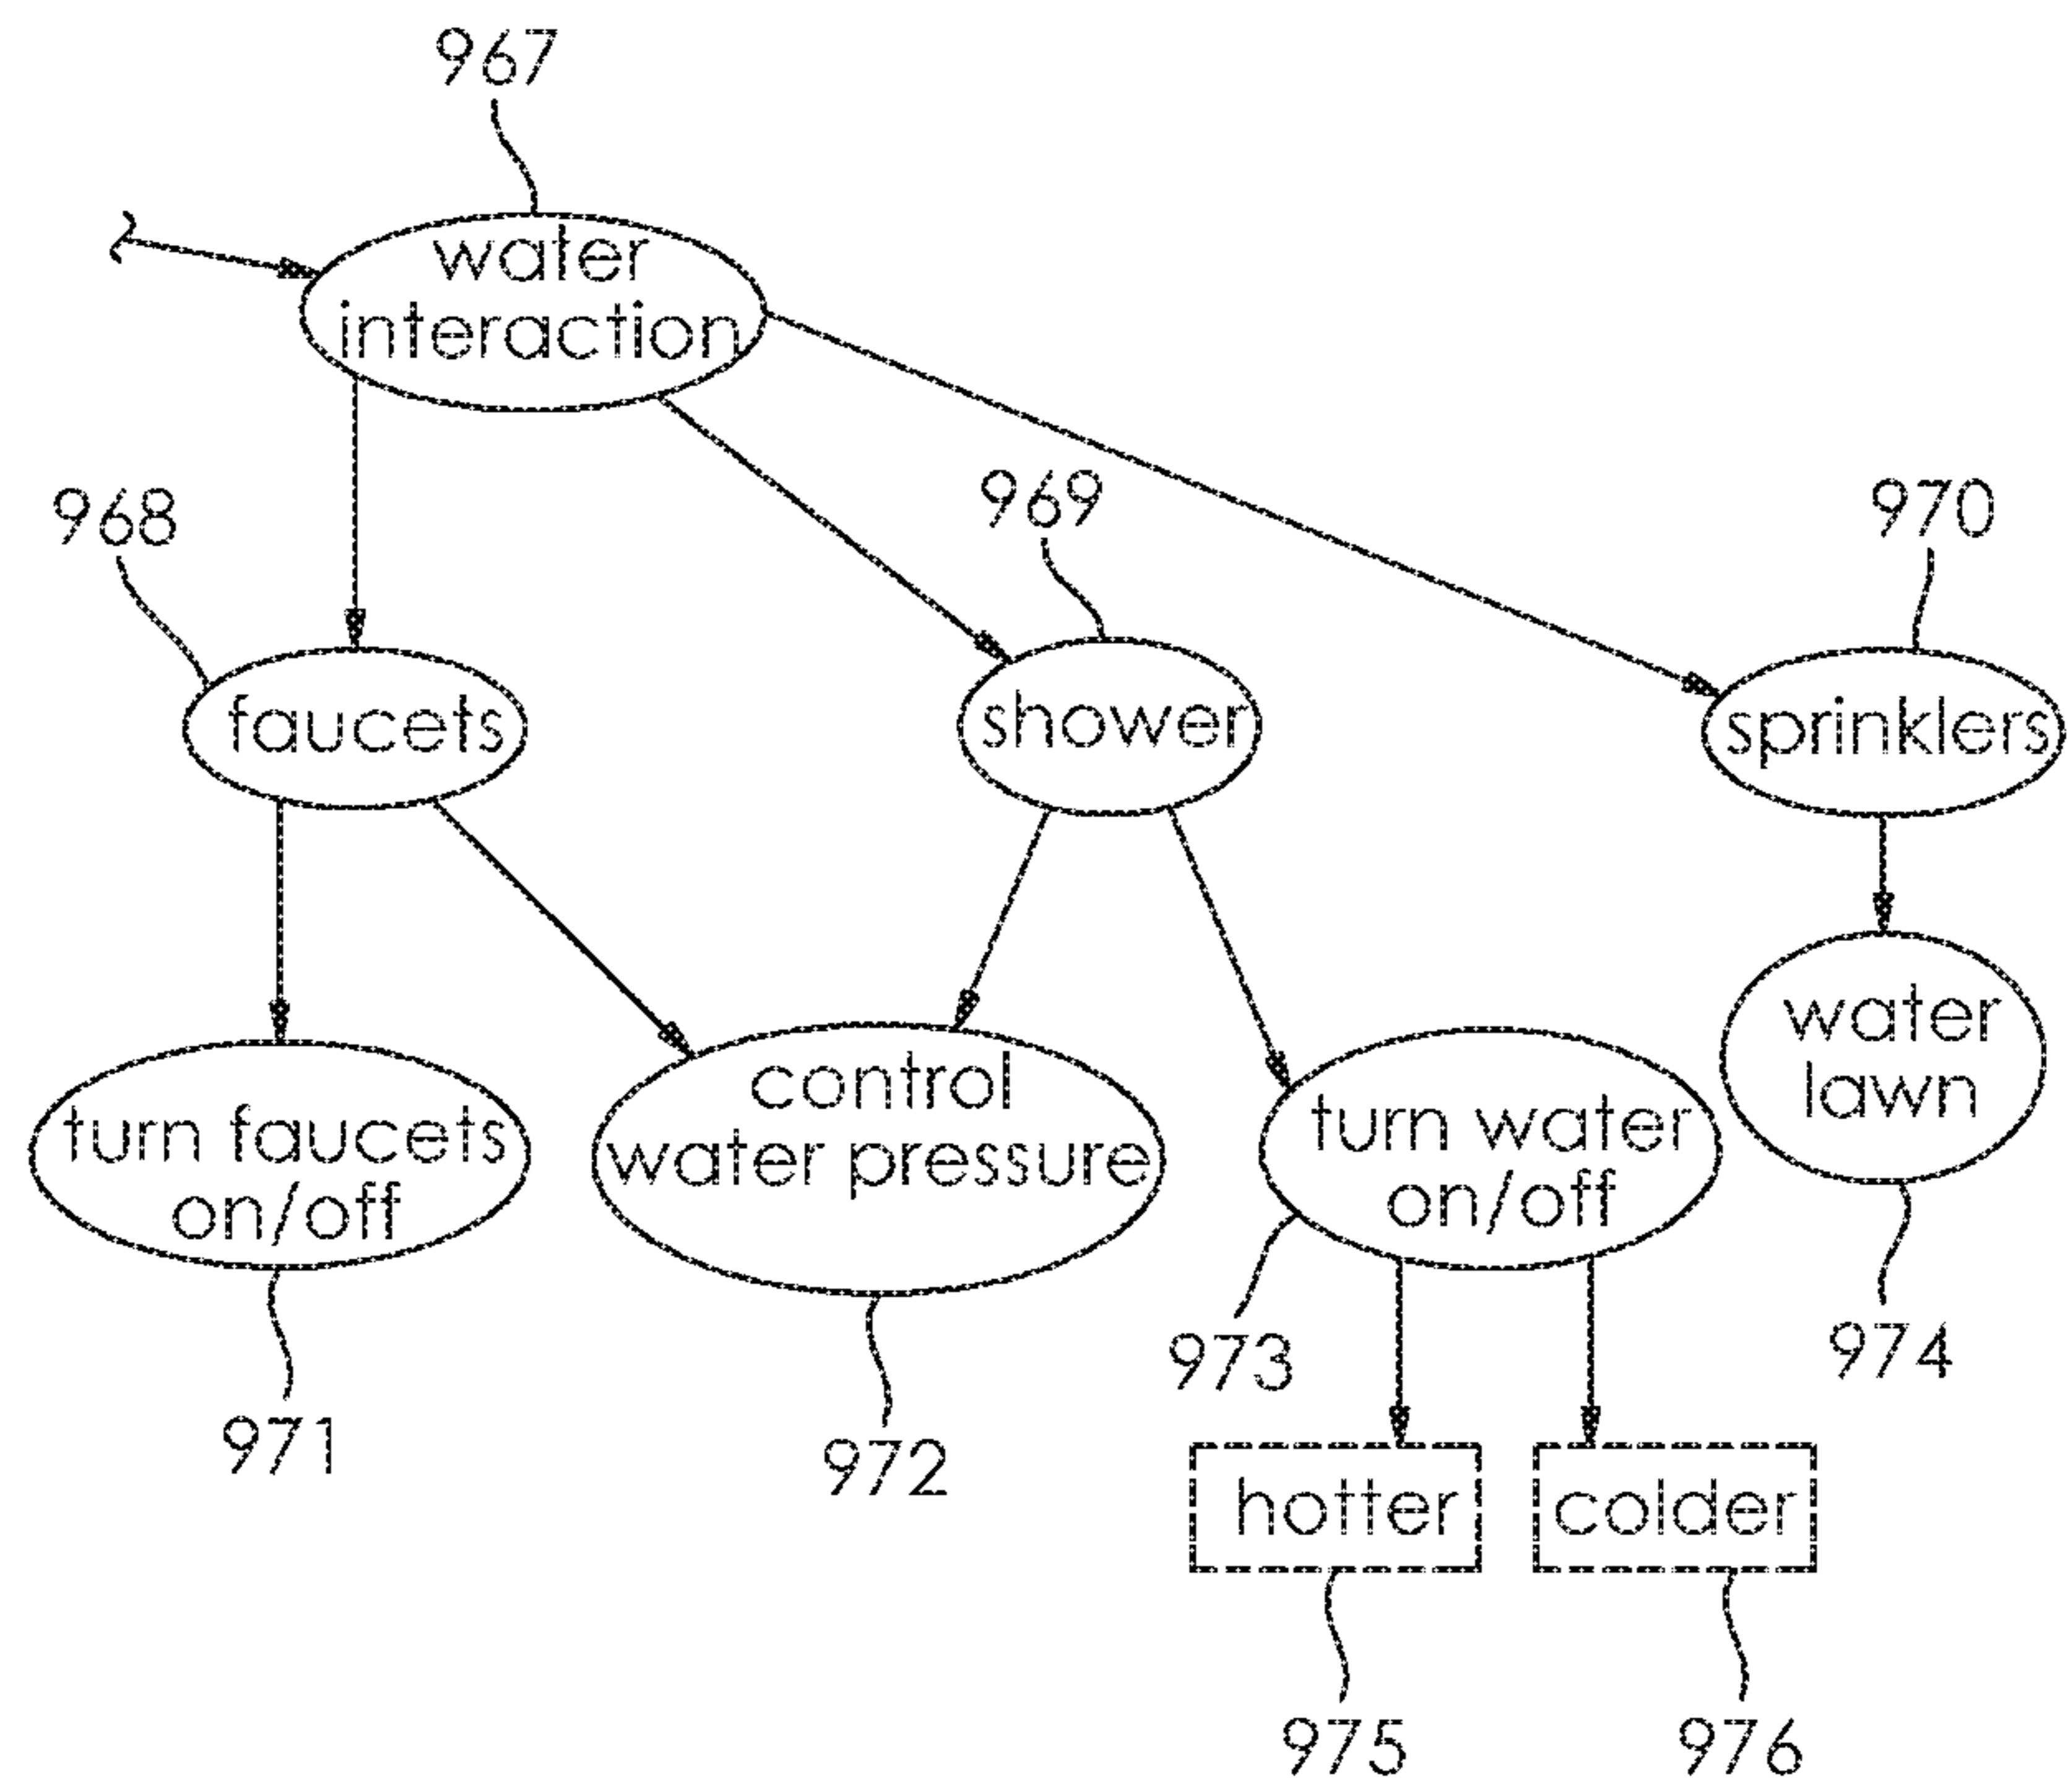 967
water
interaction
968
969
970
faucets
shower
sprinklers
turn faucets
on/off
control
water pressure
turn water
on/off
water
lawn
971
972
973
974
hotter
colder
975
976